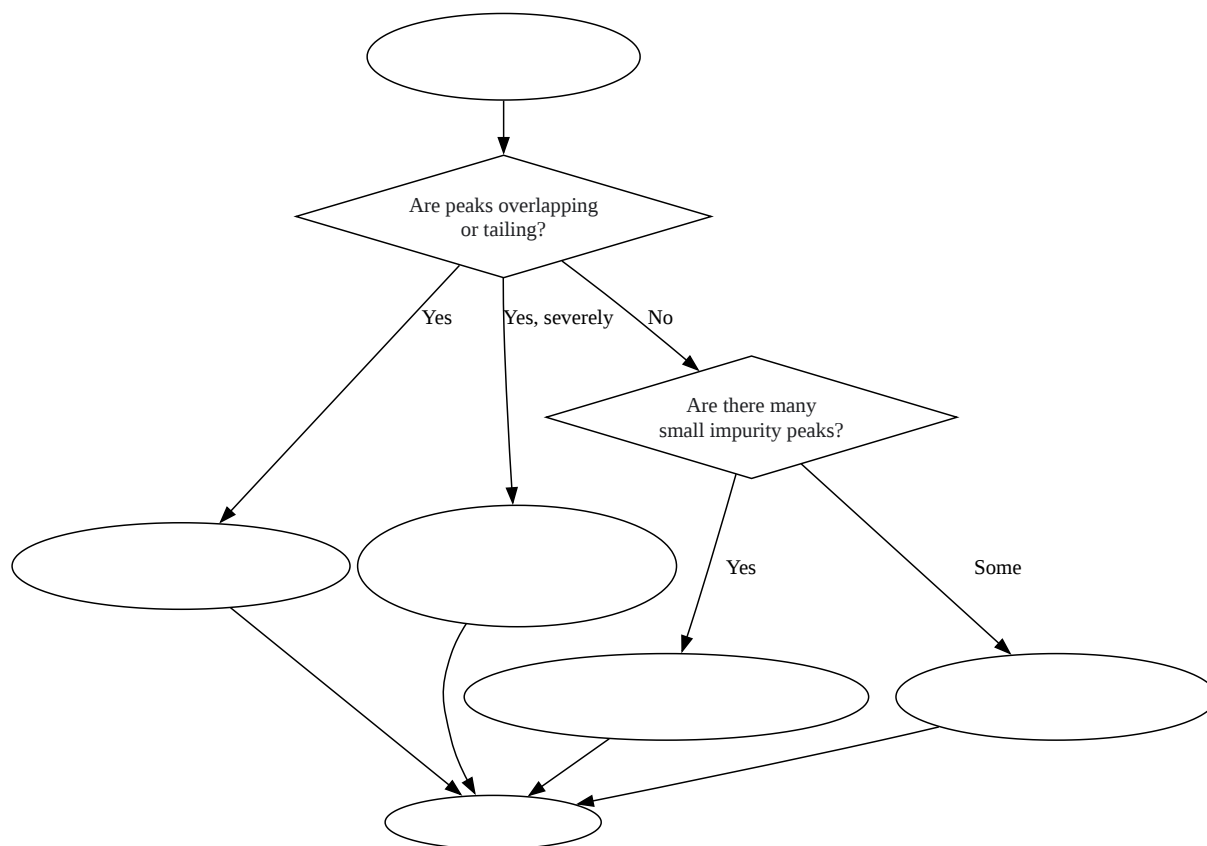 Are peaks overlapping
or tailing?
Yes
Yes, severely
No
Are there many
small impurity peaks?
Yes
Some